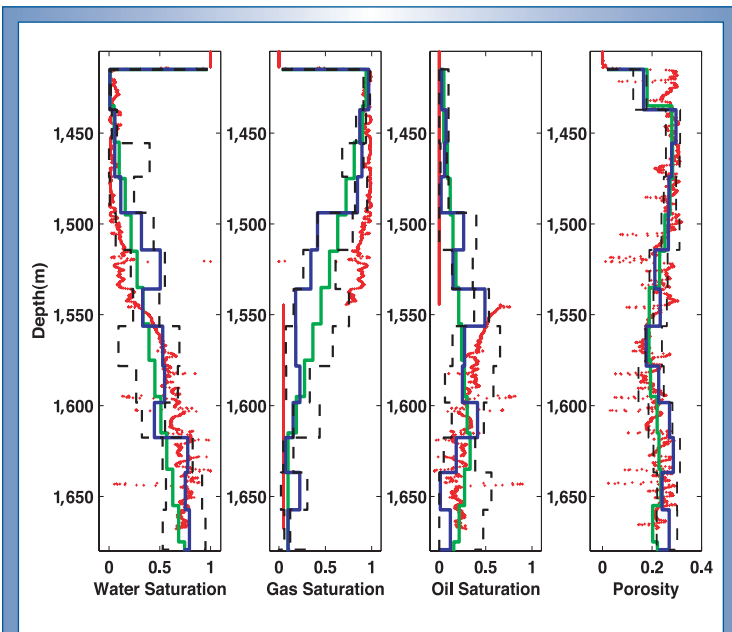 Depth(m)
1,450 1,450 1,450 1,450
1,500 1,500 1,500 1,500
1,550 1,550 1,550 1,550
1,600 1,600 1,600 1,600
1,650 1,650 1,650 1,650
0 0.5 1 0 0.5 1 0 0.5 1 0 0.2 0.4
Water Saturation Gas Saturation Oil Saturation Porosity